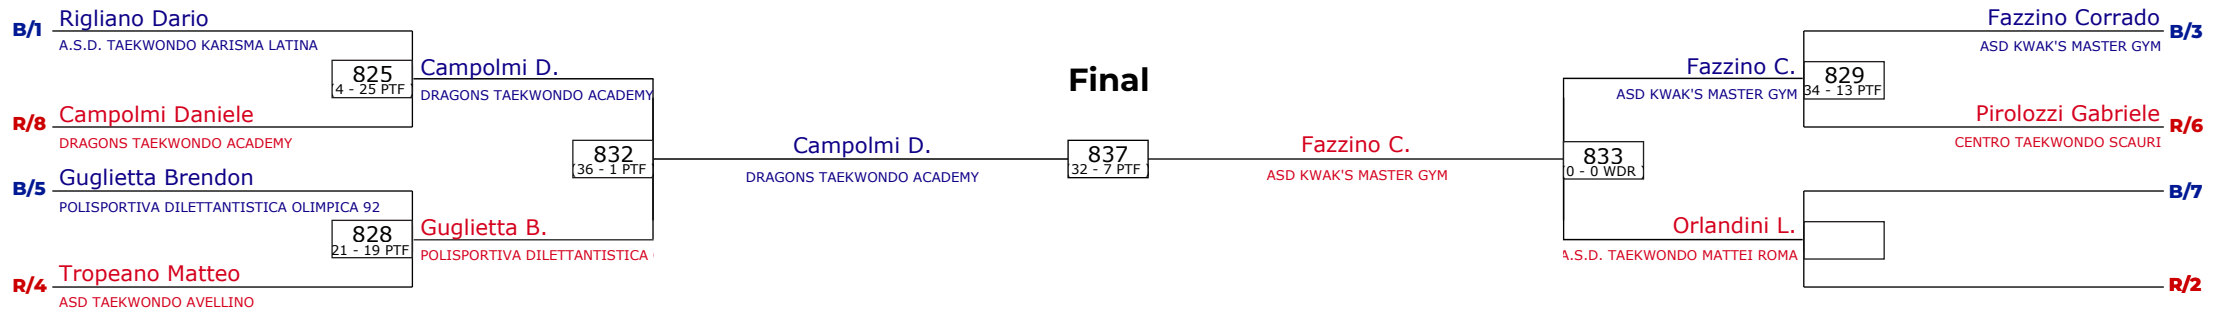 B/1
Rigliano Dario
A.S.D. TAEKWONDO KARISMA LATINA
825
4 - 25 PTF
R/8
Campolmi Daniele
DRAGONS TAEKWONDO ACADEMY
B/5
Guglietta Brendon
POLISPORTIVA DILETTANTISTICA OLIMPICA 92
828
21 - 19 PTF
R/4
Tropeano Matteo
ASD TAEKWONDO AVELLINO
Campolmi D.
DRAGONS TAEKWONDO ACADEMY
832
(36 - 1 PTF
Guglietta B.
POLISPORTIVA DILETTANTISTICA
Final
Campolmi D.
DRAGONS TAEKWONDO ACADEMY
837
32 - 7 PTF
Fazzino C.
ASD KWAK'S MASTER GYM
Fazzino C.
ASD KWAK'S MASTER GYM
833
0 - 0 WDR
Orlandini L.
A.S.D. TAEKWONDO MATTEI ROMA
Fazzino Corrado
B/3
ASD KWAK'S MASTER GYM
829
34 - 13 PTF
Pirolozzi Gabriele
R/6
CENTRO TAEKWONDO SCAURI
B/7
R/2